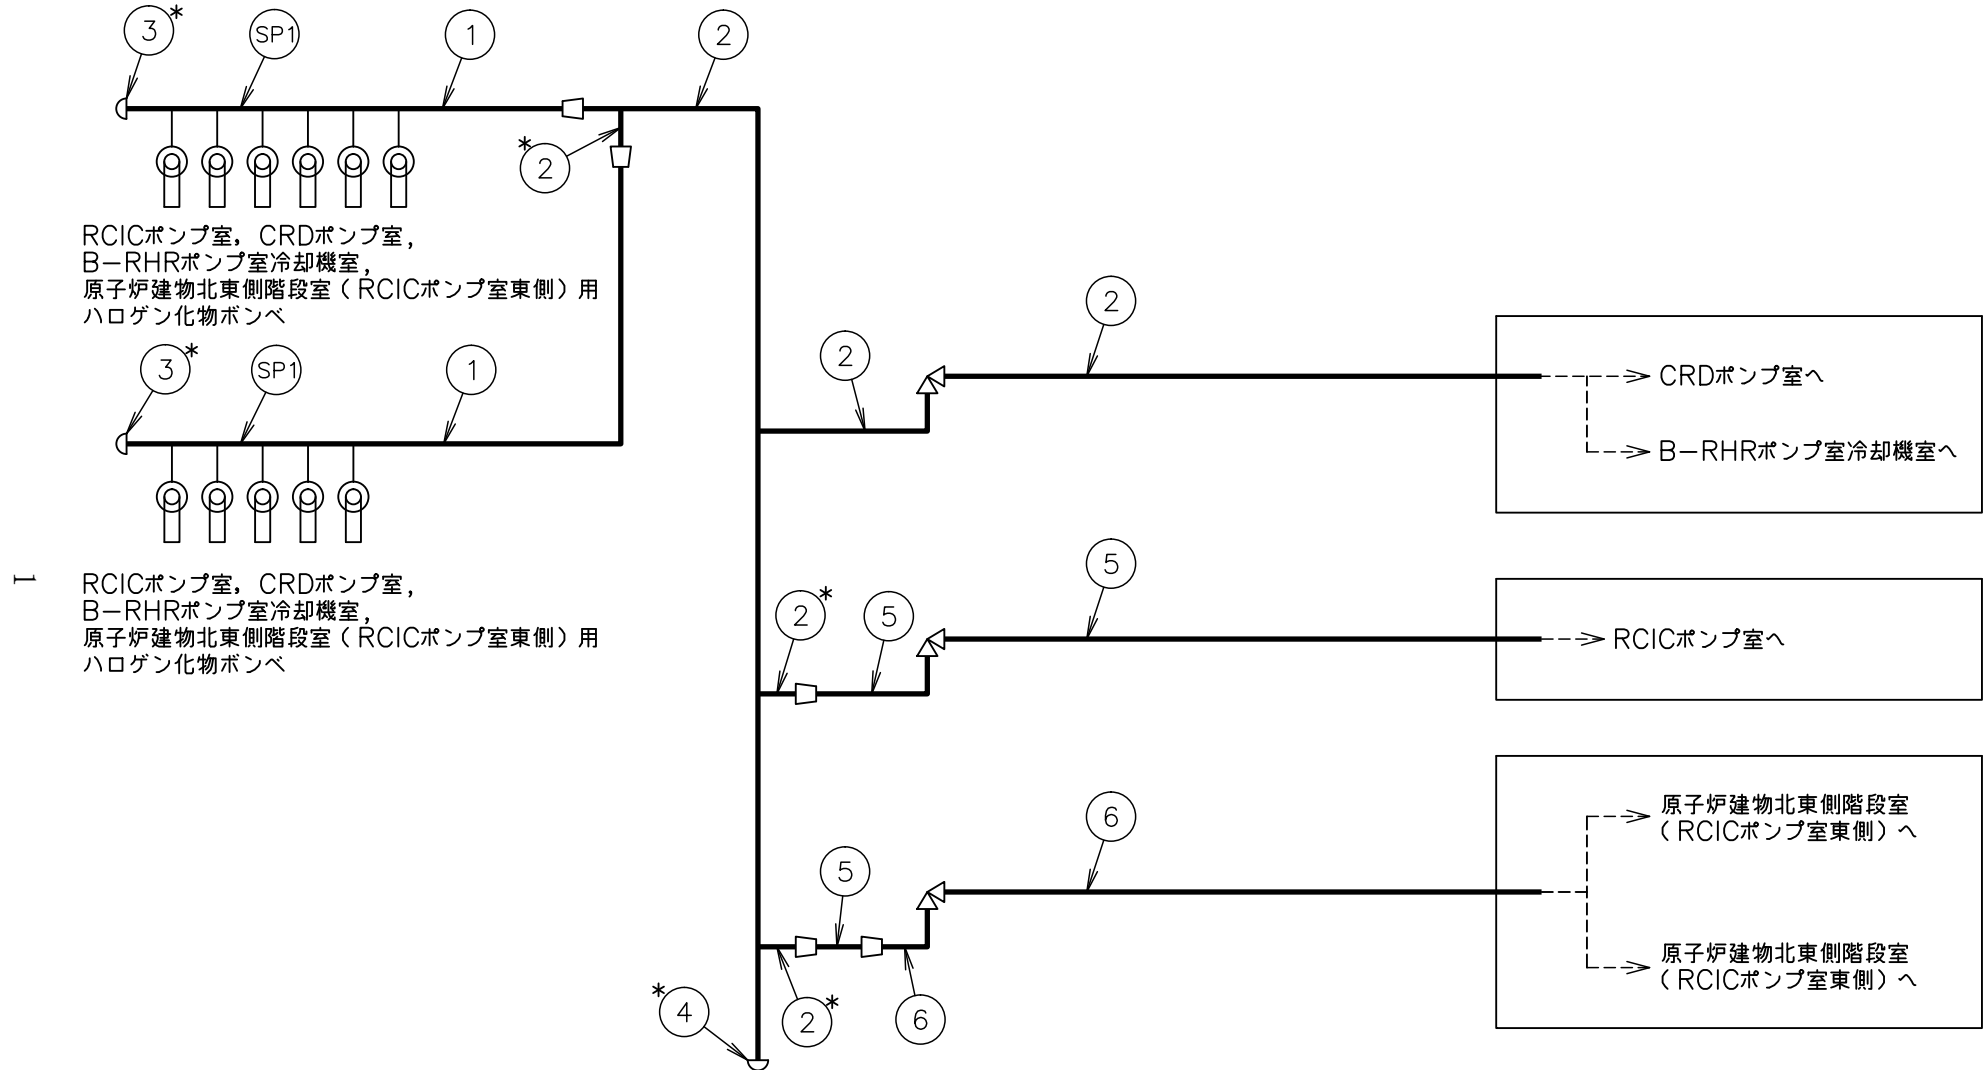 3*
SP1
1
2
*2
RCICポンプ室，CRDポンプ室，
B－RHRポンプ室冷却機室，
原子炉建物北東側階段室（RCICポンプ室東側）用
ハロゲン化物ボンベ
3*
SP1
1
RCICポンプ室，CRDポンプ室，
B－RHRポンプ室冷却機室，
原子炉建物北東側階段室（RCICポンプ室東側）用
ハロゲン化物ボンベ
1
2
2
CRDポンプ室へ
B－RHRポンプ室冷却機室へ
2*
5
5
RCICポンプ室へ
5
6
原子炉建物北東側階段室
（RCICポンプ室東側）へ
原子炉建物北東側階段室
（RCICポンプ室東側）へ
*4
2*
6